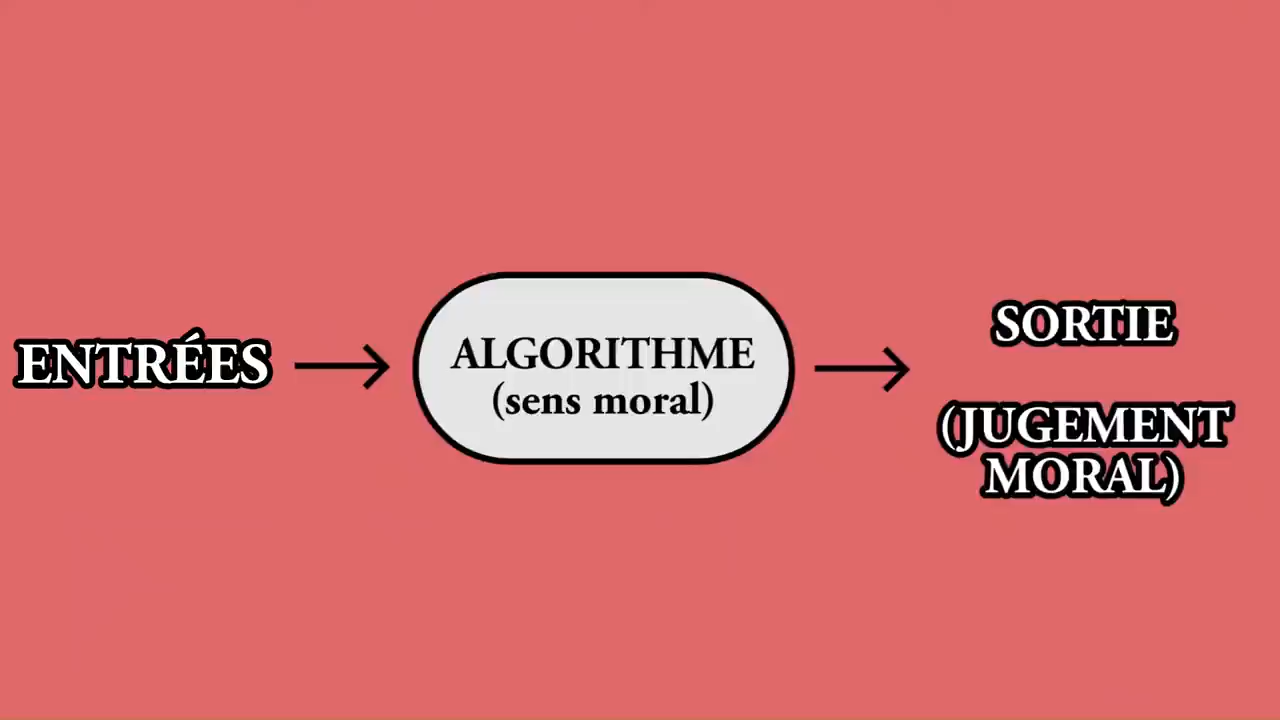 ENTRÉES
ALGORITHME
(sens moral)
SORTIE
(JUGEMENT
MORAL)